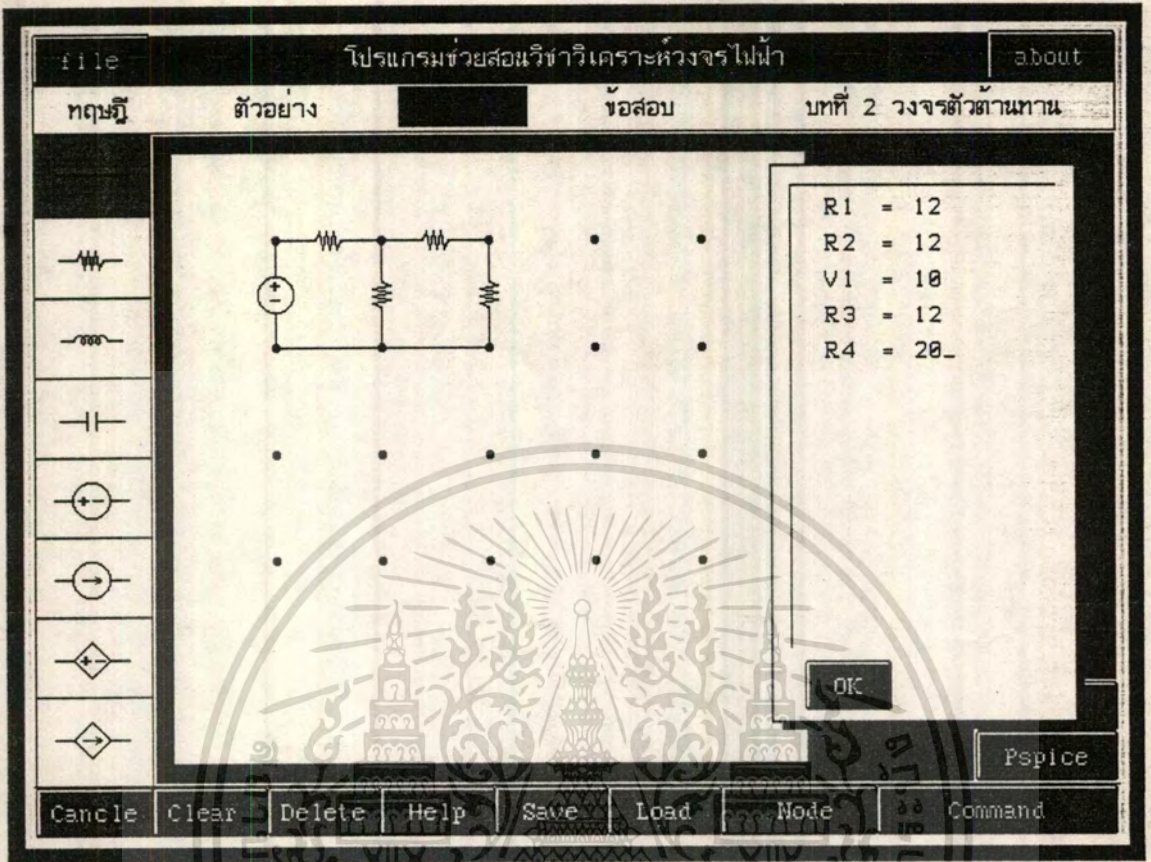 file โปรแกรมช่วยสอนวิชาวิเคราะห์วงจรไฟฟ้า about
ทฤษฎี ตัวอย่าง ข้อสอบ บทที่ 2 วงจรตัวต้านทาน
R1 = 12
R2 = 12
V1 = 10
R3 = 12
R4 = 20_
OK
Pspice
Cancle Clear Delete Help Save Load Node Command